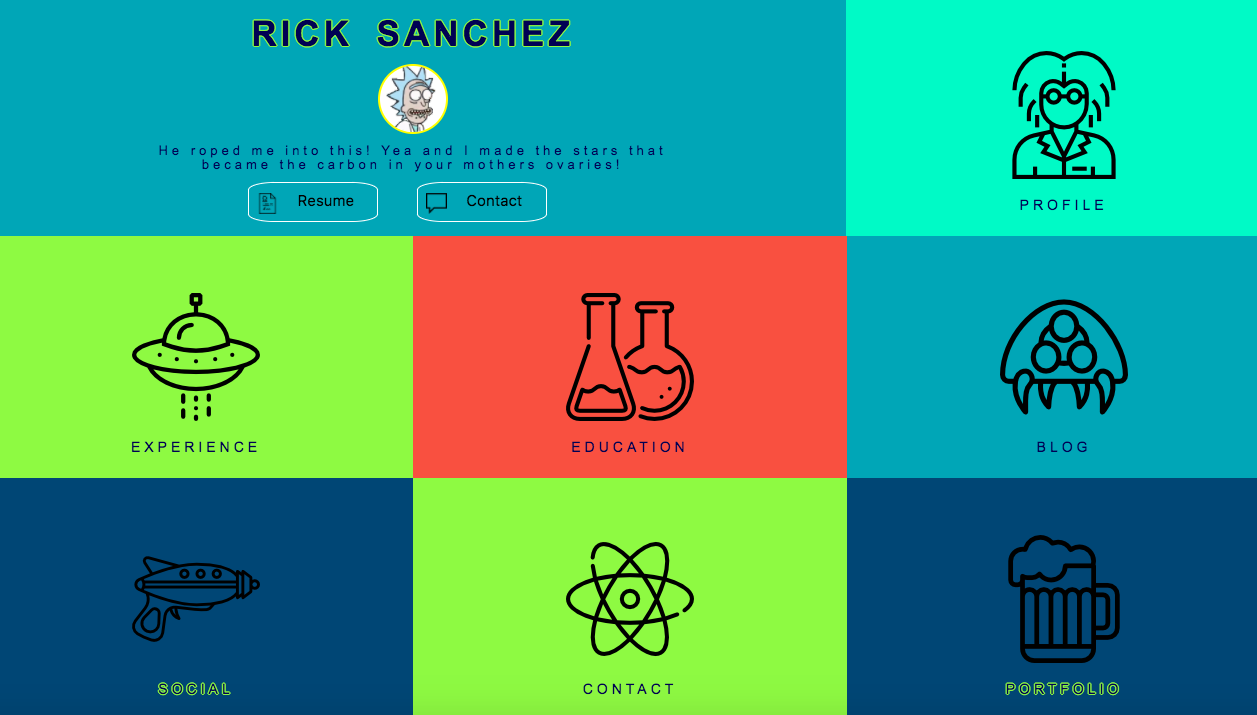 RICK SANCHEZ
He roped me into this! Yea and I made the stars that
became the carbon in your mothers ovaries!
Resume
Contact
PROFILE
EXPERIENCE
EDUCATION
BLOG
SOCIAL
CONTACT
PORTFOLIO